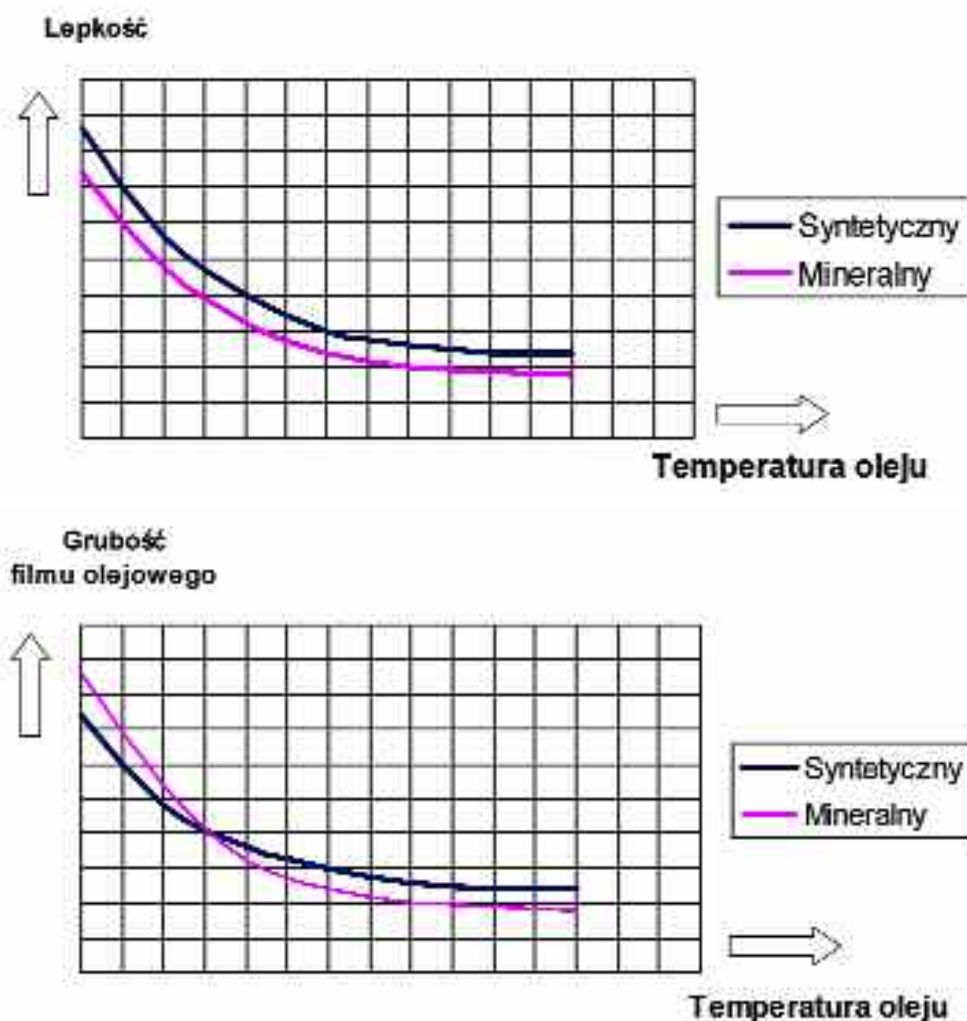 Lepkość
Syntetyczny
Mineralny
Temperatura oleju
Grubość
filmu olejowego
Syntetyczny
Mineralny
Temperatura oleju